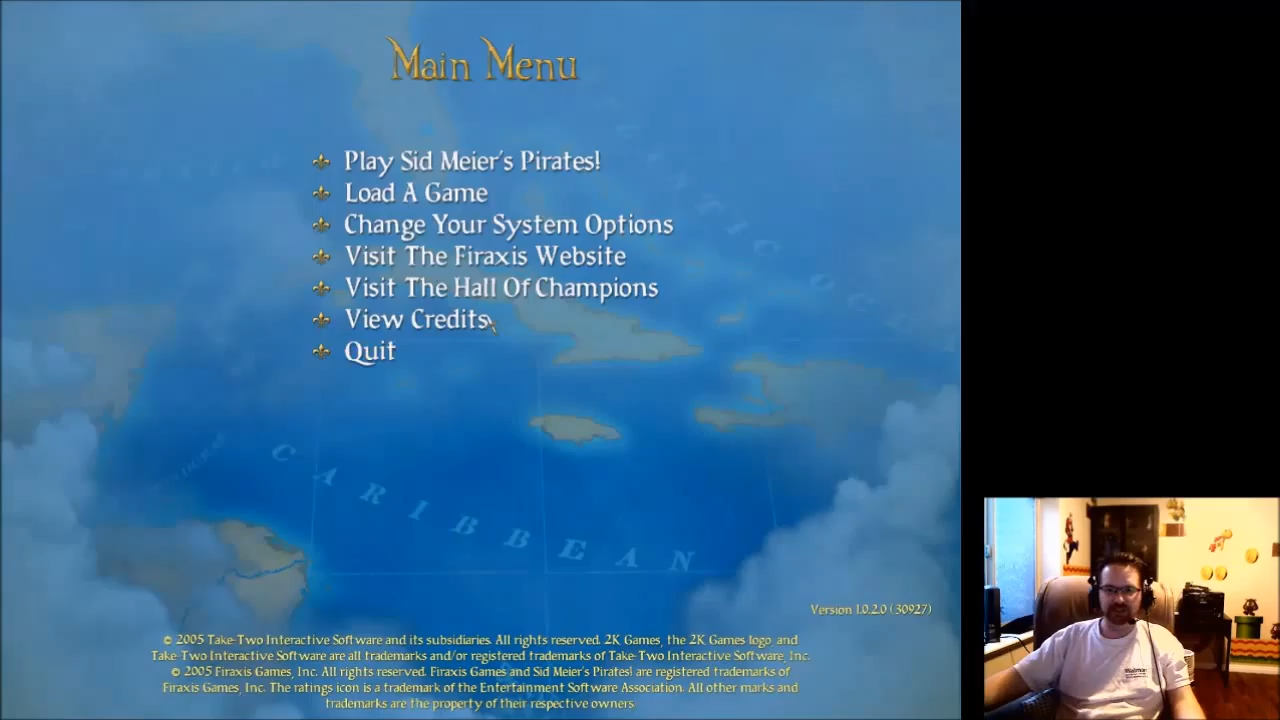 Main Menu
Play Sid Meier's Pirates!
Load A Game
Change Your System Options
Visit The Firaxis Website
Visit The Hall Of Champions
View Credits
Quit
CARIBBEAN
Version 1.0.2.0 (30927)
© 2005 Take-Two Interactive Software and its subsidiaries. All rights reserved. 2K Games, the 2K Games logo, and
Take-Two Interactive Software are all trademarks and/or registered trademarks of Take-Two Interactive Software, Inc.
© 2005 Firaxis Games, Inc. All rights reserved. Firaxis Games and Sid Meier's Pirates! are registered trademarks of
Firaxis Games, Inc. The ratings icon is a trademark of the Entertainment Software Association. All other marks and
trademarks are the property of their respective owners.